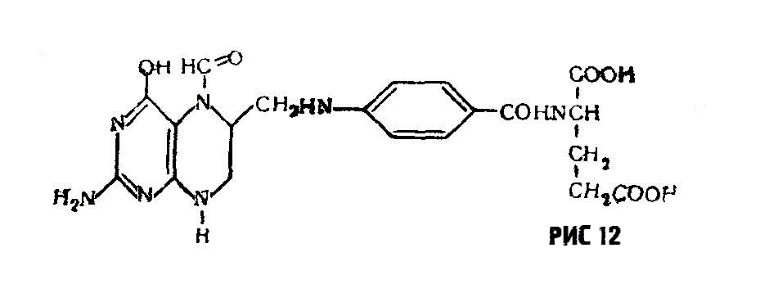 OH HC=O
N N CH2HN
COHNCH
COOH
CH2
H2N N N
H
CH2COOH
РИС 12